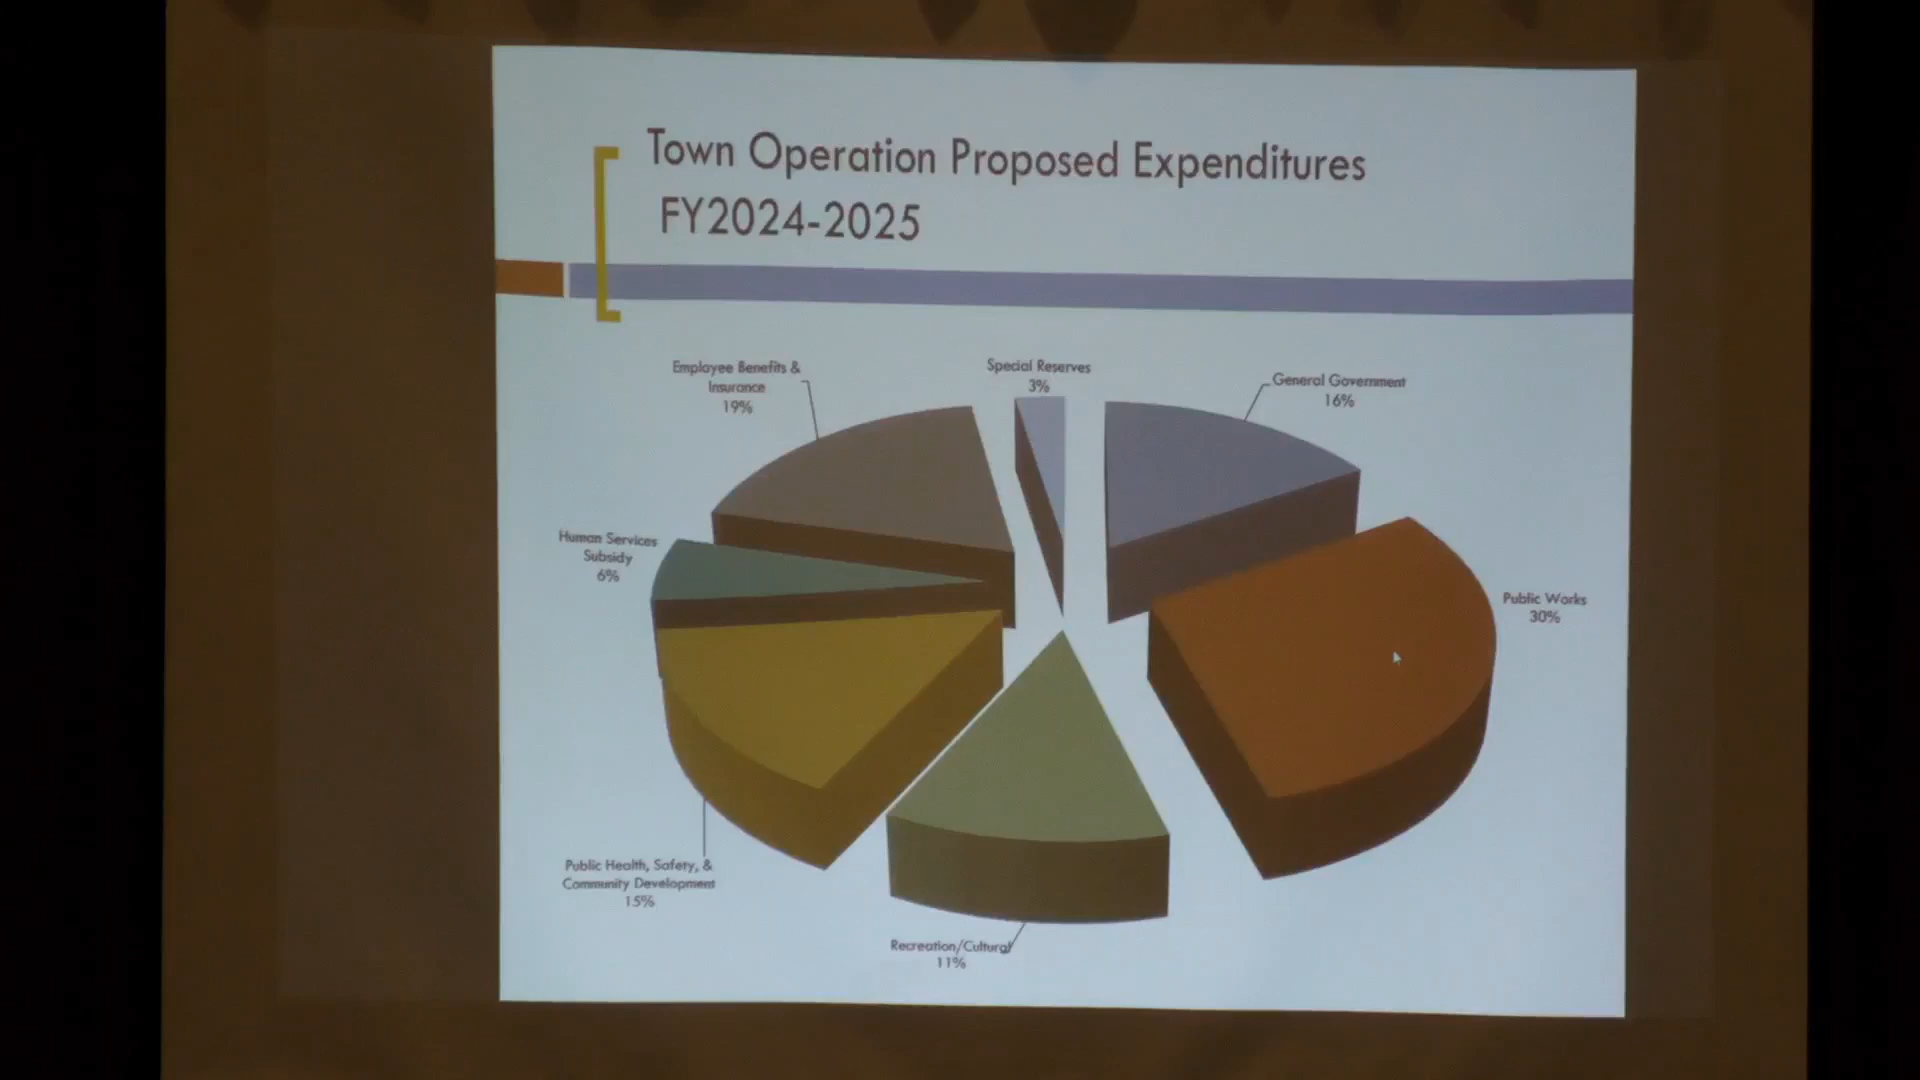 Town Operation Proposed Expenditures
FY2024-2025
Employee Benefits &
Insurance
19%
Special Reserves
3%
General Government
16%
Human Services
Subsidy
6%
Public Works
30%
Public Health, Safety, &
Community Development
15%
Recreation/Cultural
11%